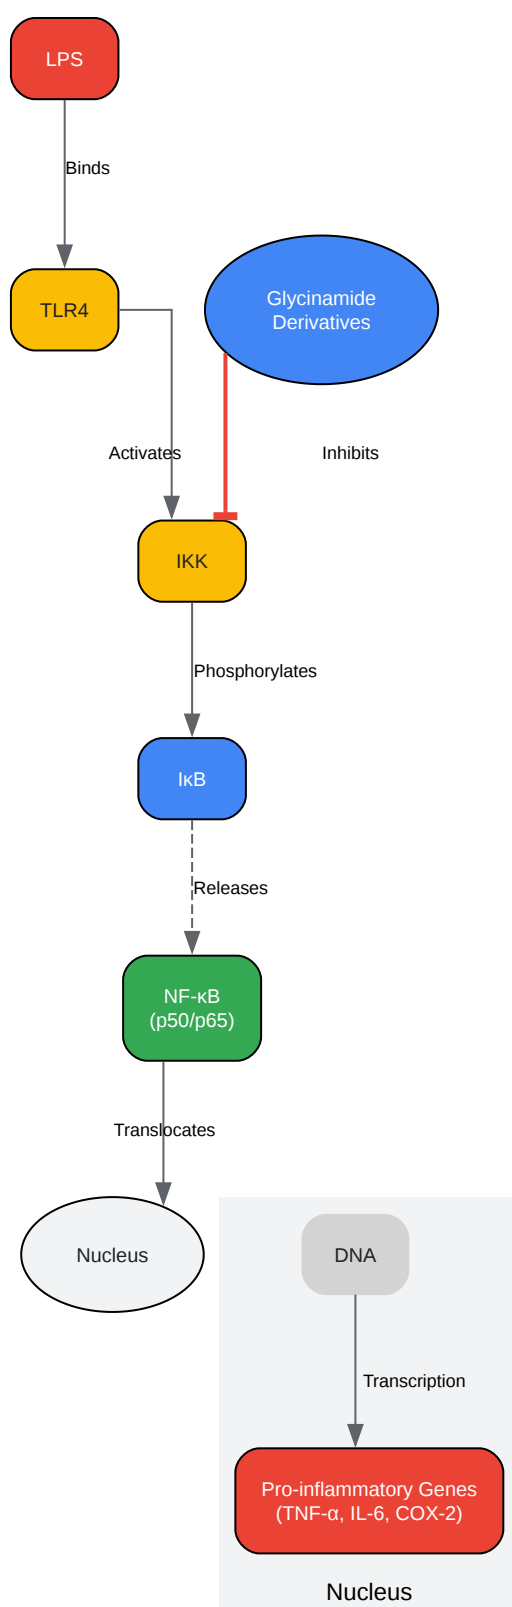 LPS
Binds
TLR4
Glycinamide
Derivatives
Activates
Inhibits
IKK
Phosphorylates
IκB
Releases
NF-κB
(p50/p65)
Translocates
Nucleus
DNA
Transcription
Pro-inflammatory Genes
(TNF-α, IL-6, COX-2)
Nucleus